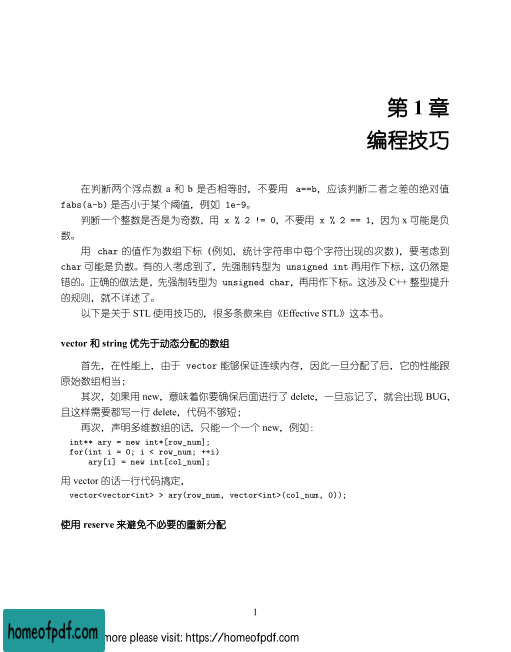 第 1 章
编程技巧
在判断两个浮点数 a 和 b 是否相等时，不要用 a==b，应该判断二者之差的绝对值
fabs(a-b) 是否小于某个阈值，例如 1e-9。
判断一个整数是否是为奇数，用 x % 2 != 0，不要用 x % 2 == 1，因为 x 可能是负
数。
用 char 的值作为数组下标（例如，统计字符串中每个字符出现的次数），要考虑到
char 可能是负数。有的人考虑到了，先强制转型为 unsigned int 再用作下标，这仍然是
错的。正确的做法是，先强制转型为 unsigned char，再用作下标。这涉及 C++ 整型提升
的规则，就不详述了。
以下是关于 STL 使用技巧的，很多条款来自《Effective STL》这本书。
vector 和 string 优先于动态分配的数组
首先，在性能上，由于 vector 能够保证连续内存，因此一旦分配了后，它的性能跟
原始数组相当；
其次，如果用 new，意味着你要确保后面进行了 delete，一旦忘记了，就会出现 BUG，
且这样需要都写一行 delete，代码不够短；
再次，声明多维数组的话，只能一个一个 new，例如：
int** ary = new int*[row_num];
for(int i = 0; i < row_num; ++i)
    ary[i] = new int[col_num];
用 vector 的话一行代码搞定，
vector<vector<int> > ary(row_num, vector<int>(col_num, 0));
使用 reserve 来避免不必要的重新分配
1
homeofpdf.com more please visit: https://homeofpdf.com